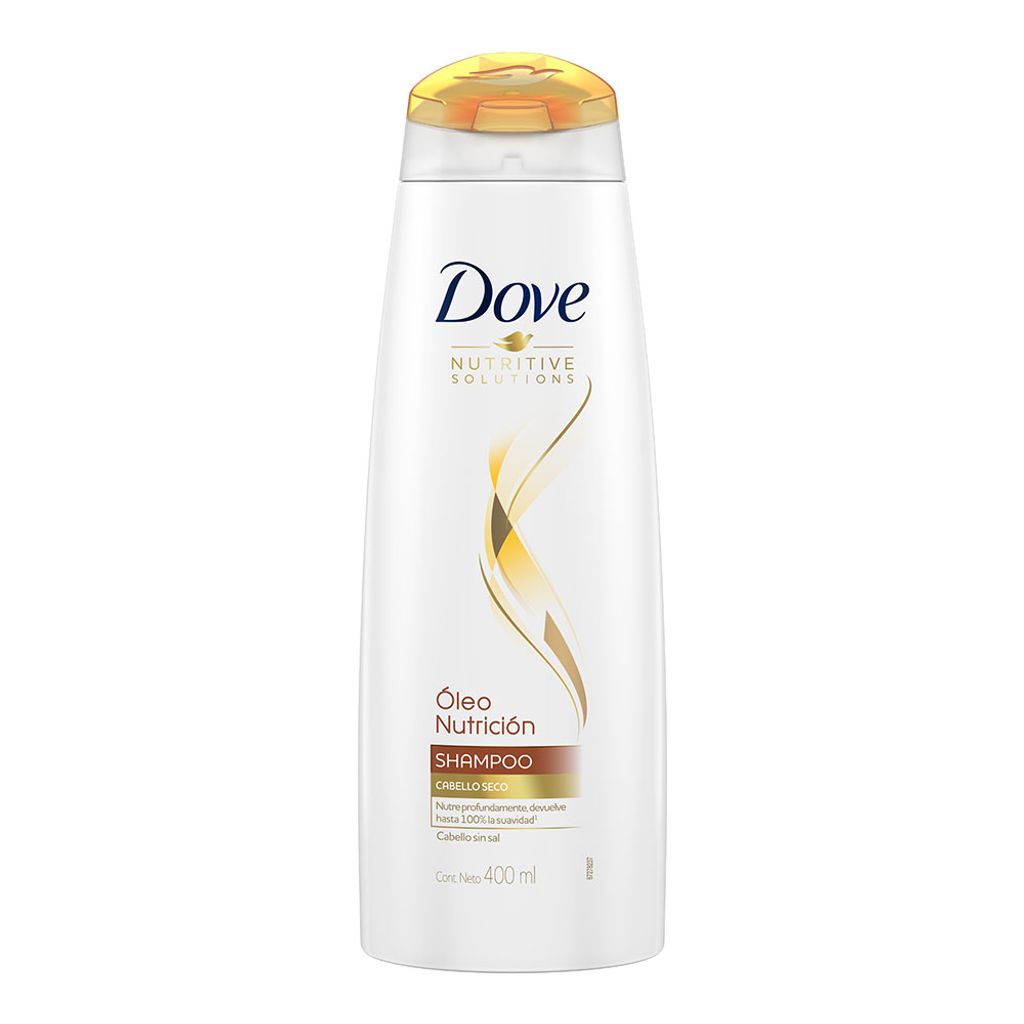 Dove
NUTRITIVE
SOLUTIONS
Óleo
Nutrición
SHAMPOO
CABELLO SECO
Nutre profundamente, devuelve
hasta 100% la suavidad¹
Cabello sin sal
Cont. Neto 400 ml